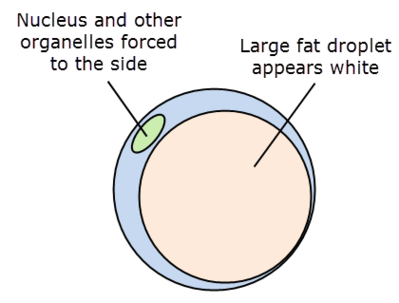 Nucleus and other
organelles forced
to the side
Large fat droplet
appears white